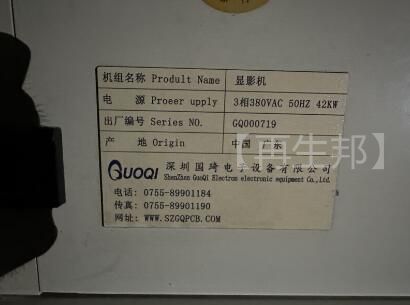 机组名称 Prodult Name 显影机
电 源 Proeer upply 3相380VAC 50HZ 42KW
出厂编号 Series NO. GQ000719
产 地 Origin 中国 广东
QUOQI 深圳国琦电子设备有限公司
ShenZhen GuoQi Electron electronic equipment Co., Ltd.
电话: 0755-89901184
传真: 0755-89901190
网址: WWW.SZGQPCB.COM
【再生邦】